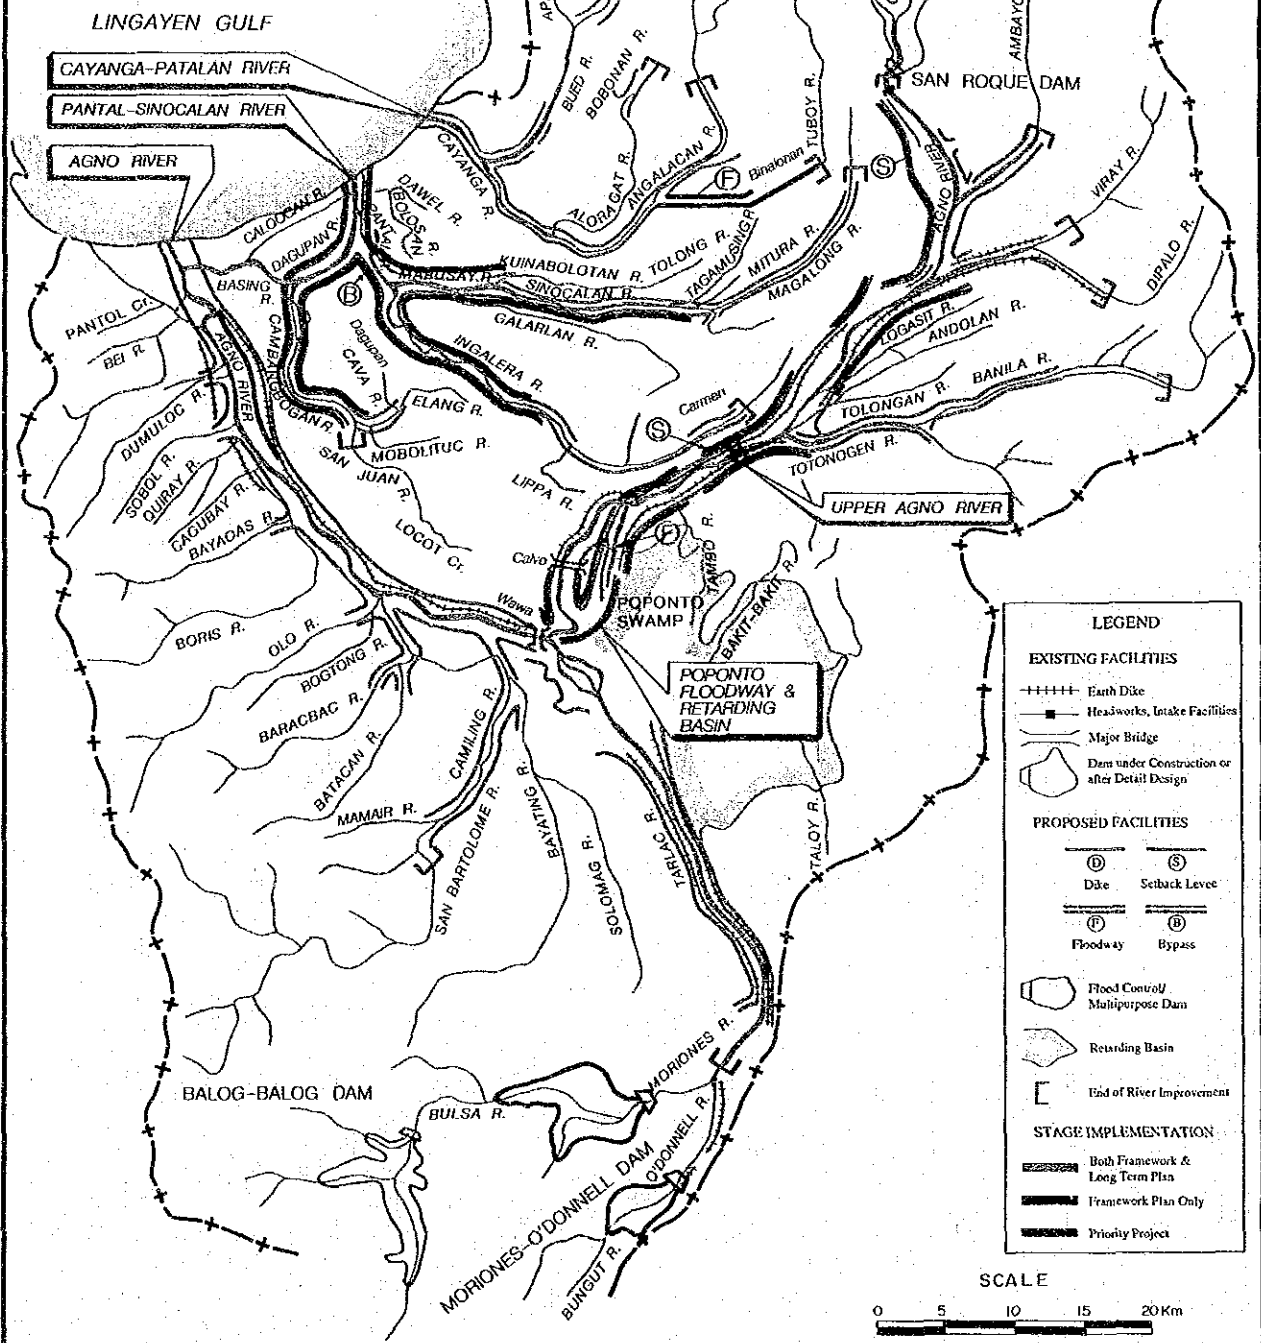 LINGAYEN GULF
CAYANGA-PATALAN RIVER
PANTAL-SINOCALAN RIVER
AGNO RIVER
BUED R.
BOBONAN R.
TUBOY R.
SAN ROQUE DAM
AMBAYO
CAYANGA R.
ALORAGAT R.
ANGALACAN R.
F
Binalonan
S
AGNO RIVER
VIRAY R.
DIPALO R.
CALOOCAN R.
DAWEL R.
BOLOSAN
R.
DAGUPAN R.
MABUSAY R.
KUINABOLOTAN R.
TOLONG R.
TAGAMUSING R.
MITURA R.
MAGALONG R.
BASING
R.
B
SINOCALAN R.
GALARLAN R.
PANTOL Cr.
BEI R.
AGNO RIVER
CAMBANGBOGAN R.
Dagupan
CAVA R.
INGALERA R.
LOGASIT R.
ANDOLAN R.
BANILA R.
ELANG R.
Carmen
TOLONGAN R.
DUMULOC R.
SOBOL R.
QUIRAY R.
MOBOLITUC R.
S
TOTONOGEN R.
SAN JUAN R.
LIPPA R.
CAGUBAY R.
BAYAOAS R.
LOCOT Cr.
UPPER AGNO RIVER
F
Calvo
TAMBO R.
BAKIT-BAKIT R.
Wawa
POPONTO
SWAMP
BORIS R.
OLO R.
BOGTONG R.
BARACBAC R.
BATACAN R.
MAMAIR R.
CAMILING R.
SAN BARTOLOME R.
BAYATING R.
SOLOMAG R.
TARLAC R.
TALOY R.
POPONTO
FLOODWAY &
RETARDING
BASIN
MORIONES R.
BALOG-BALOG DAM
BULSA R.
O'DONNELL R.
MORIONES-O'DONNELL DAM
BUNGUT R.
LEGEND
EXISTING FACILITIES
Earth Dike
Headworks, Intake Facilities
Major Bridge
Dam under Construction or
after Detail Design
PROPOSED FACILITIES
D S
Dike Setback Levee
F B
Floodway Bypass
Flood Control/
Multipurpose Dam
Retarding Basin
End of River Improvement
STAGE IMPLEMENTATION
Both Framework &
Long Term Plan
Framework Plan Only
Priority Project
SCALE
0 5 10 15 20 Km